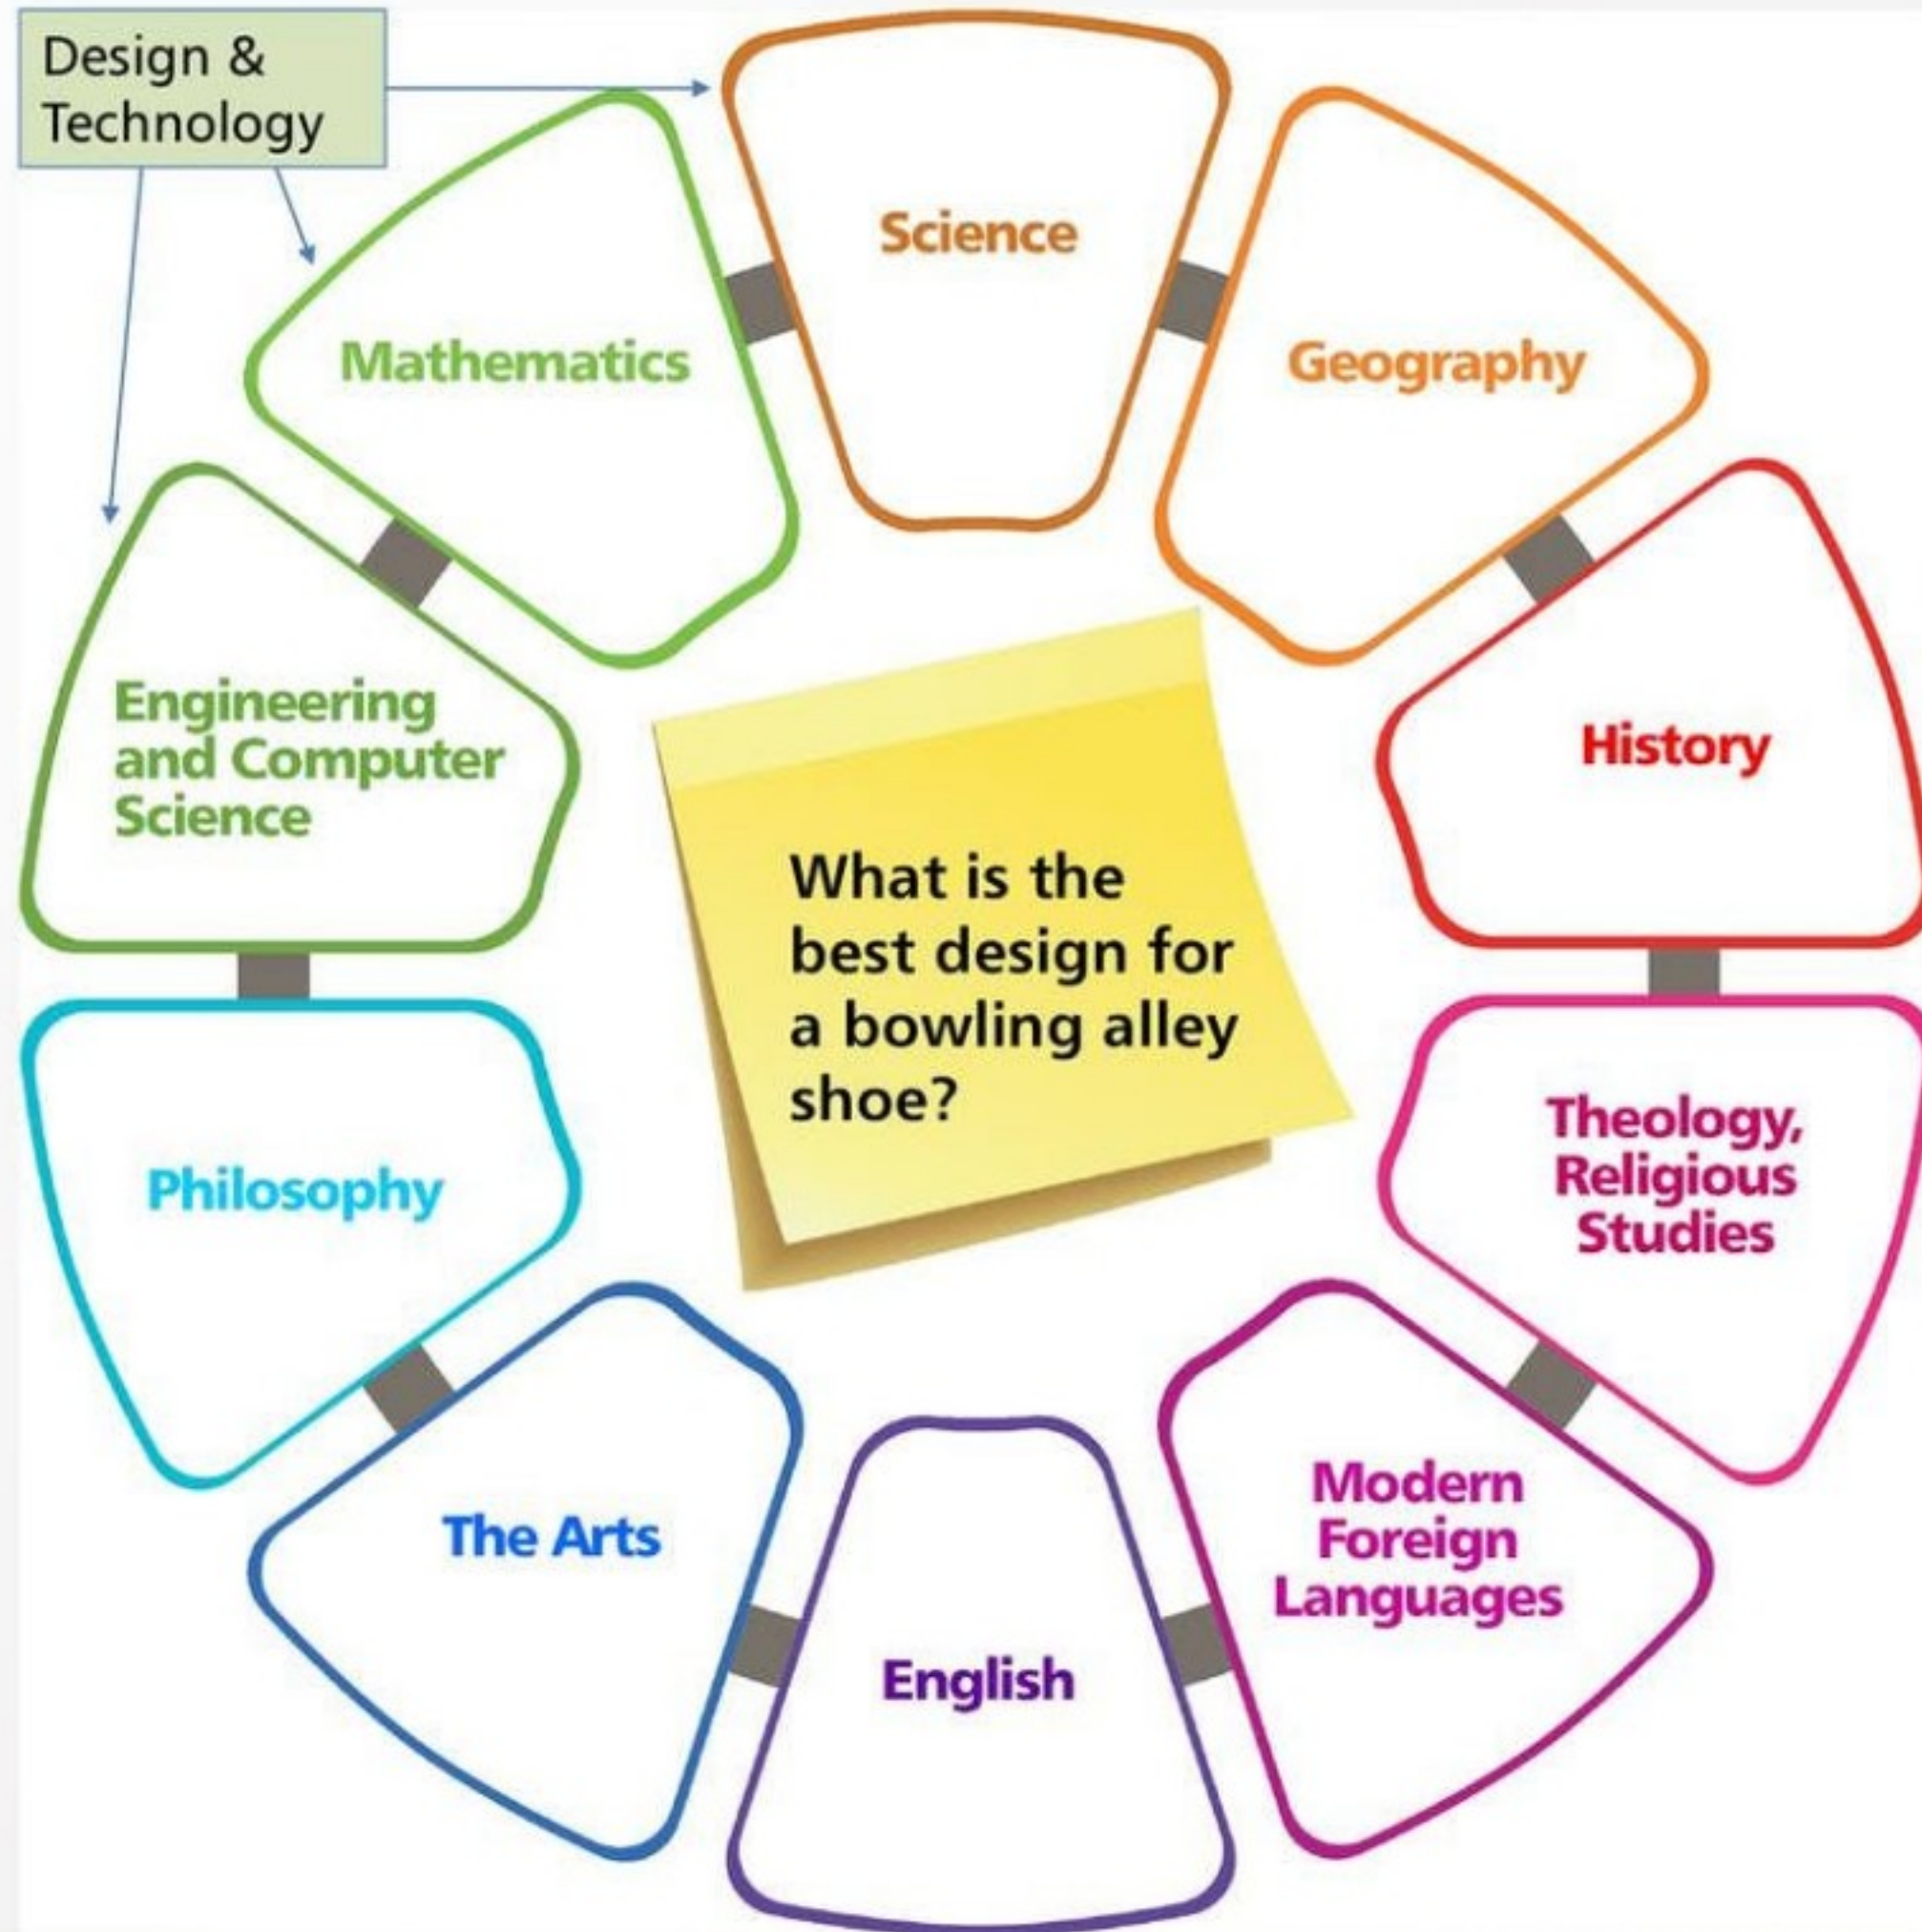 Design &
Technology
Science
Mathematics
Geography
Engineering
and Computer
Science
History
What is the
best design for
a bowling alley
shoe?
Philosophy
Theology,
Religious
Studies
The Arts
Modern
Foreign
Languages
English